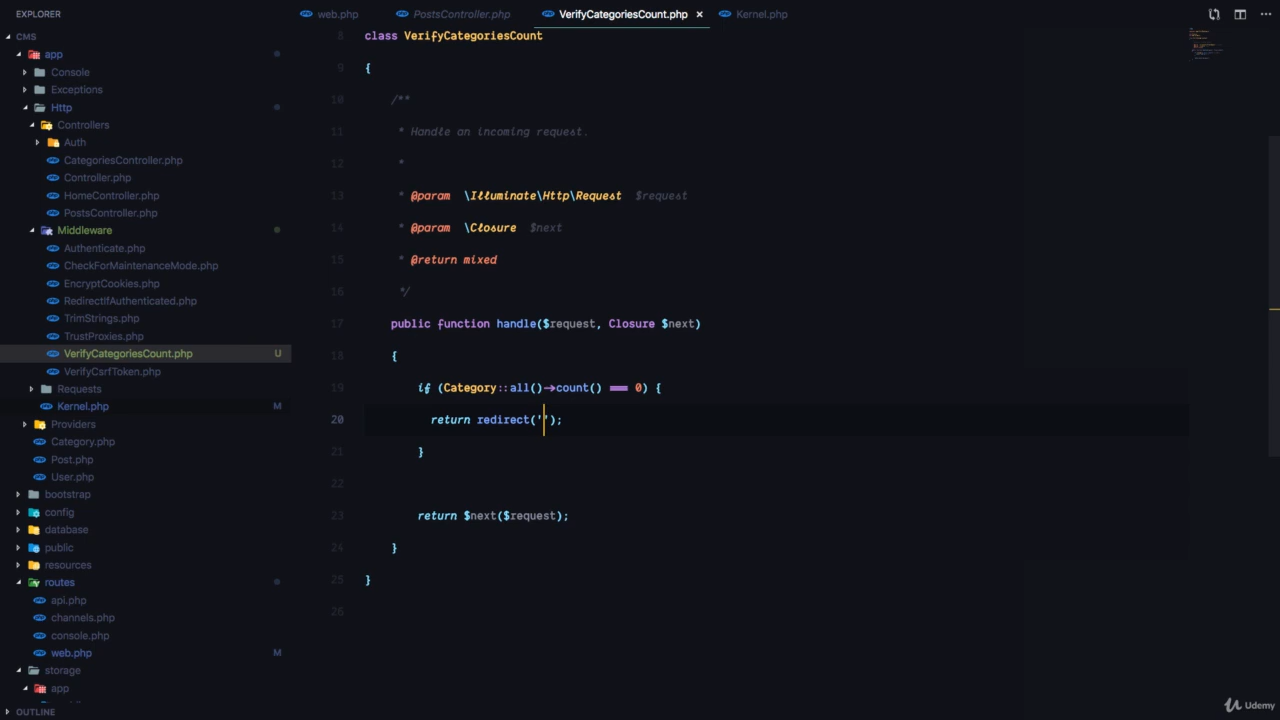 EXPLORER
web.php
PostsController.php
VerifyCategoriesCount.php ×
Kernel.php
CMS
app
Console
Exceptions
Http
Controllers
Auth
CategoriesController.php
Controller.php
HomeController.php
PostsController.php
Middleware
Authenticate.php
CheckForMaintenanceMode.php
EncryptCookies.php
RedirectIfAuthenticated.php
TrimStrings.php
TrustProxies.php
VerifyCategoriesCount.php U
VerifyCsrfToken.php
Requests
Kernel.php M
Providers
Category.php
Post.php
User.php
bootstrap
config
database
public
resources
routes
api.php
channels.php
console.php
web.php M
storage
app
OUTLINE
8 class VerifyCategoriesCount
9 {
10 /**
11 * Handle an incoming request.
12 *
13 * @param \Illuminate\Http\Request $request
14 * @param \Closure $next
15 * @return mixed
16 */
17 public function handle($request, Closure $next)
18 {
19 if (Category::all()->count() === 0) {
20 return redirect('');
21 }
22
23 return $next($request);
24 }
25 }
26
Udemy